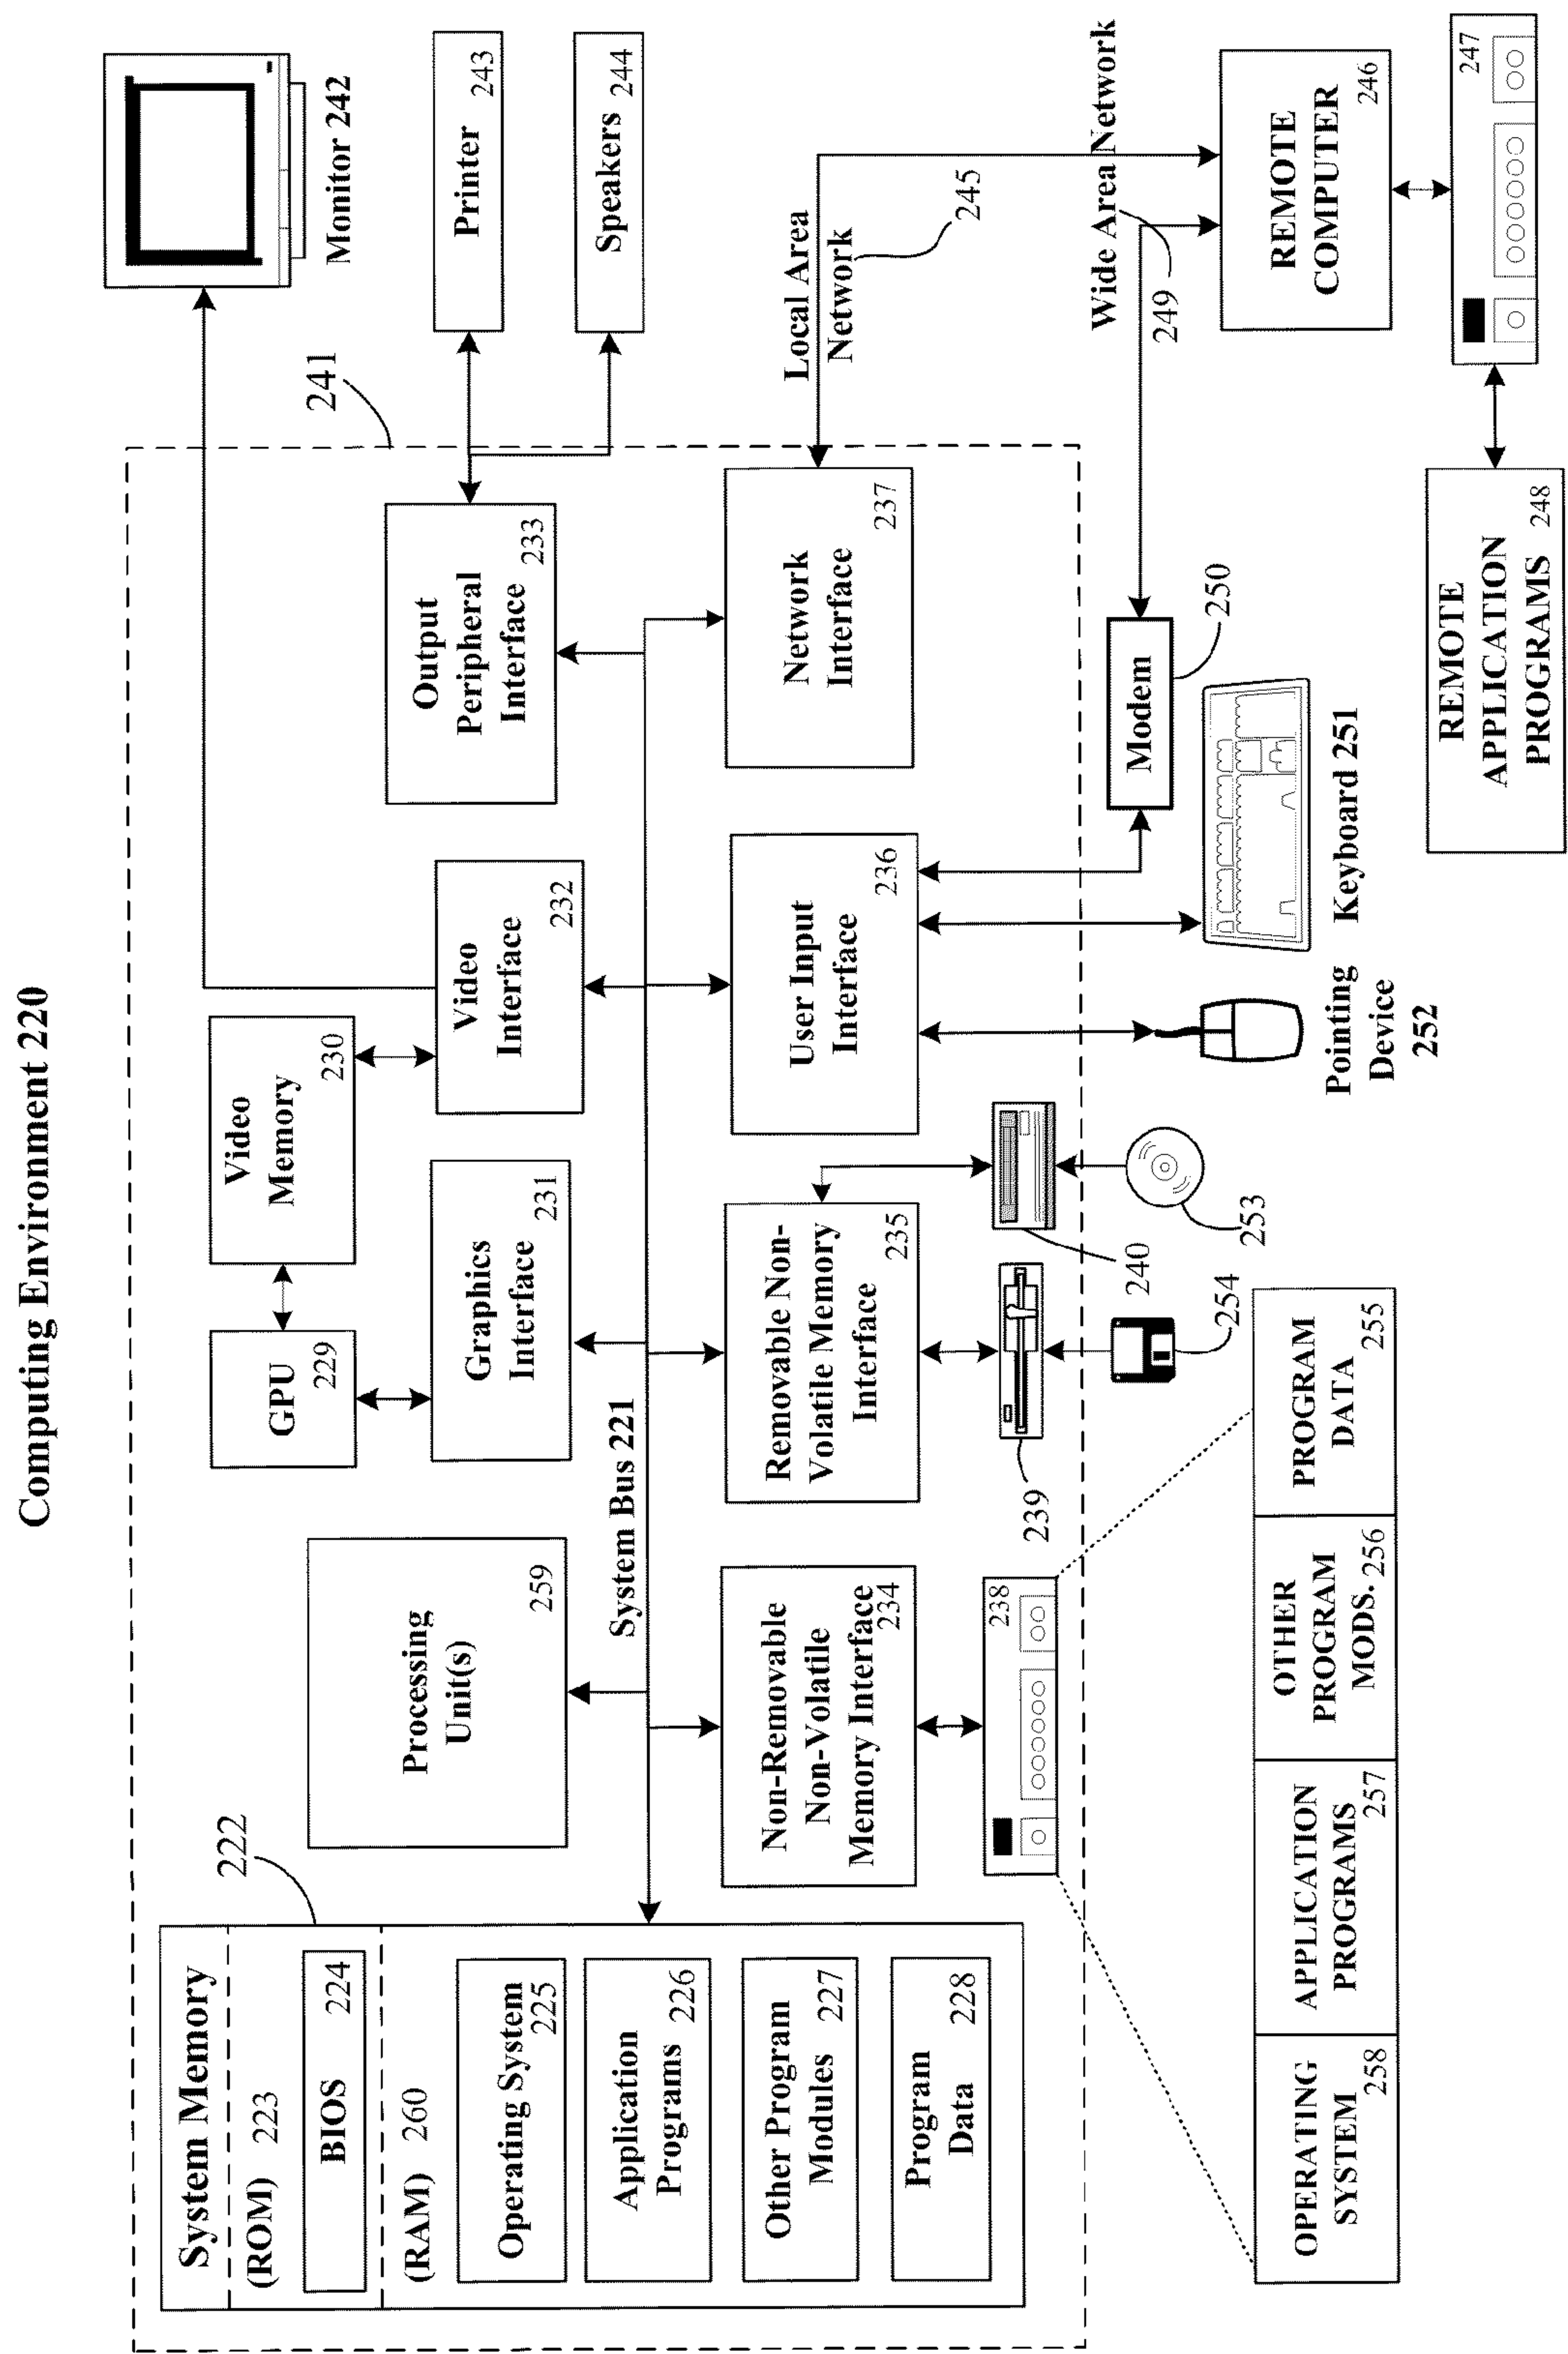 Computing Environment 220
System Memory
222
(ROM) 223
BIOS 224
(RAM) 260
Operating System
225
Application
Programs 226
Other Program
Modules 227
Program
Data 228
Processing
Unit(s)
259
System Bus 221
GPU
229
Video
Memory
230
Graphics
Interface
231
Video
Interface
232
Output
Peripheral
Interface
233
241
Monitor 242
Printer
243
Speakers
244
Non-Removable
Non-Volatile
Memory Interface
234
Removable Non-
Volatile Memory
Interface
235
User Input
Interface
236
Network
Interface
237
Local Area
Network
245
238
239
240
254
253
Pointing
Device
252
Keyboard 251
Modem
250
Wide Area Network
249
REMOTE
COMPUTER
246
247
REMOTE
APPLICATION
PROGRAMS
248
OPERATING
SYSTEM
258
APPLICATION
PROGRAMS
257
OTHER
PROGRAM
MODS.
256
PROGRAM
DATA
255